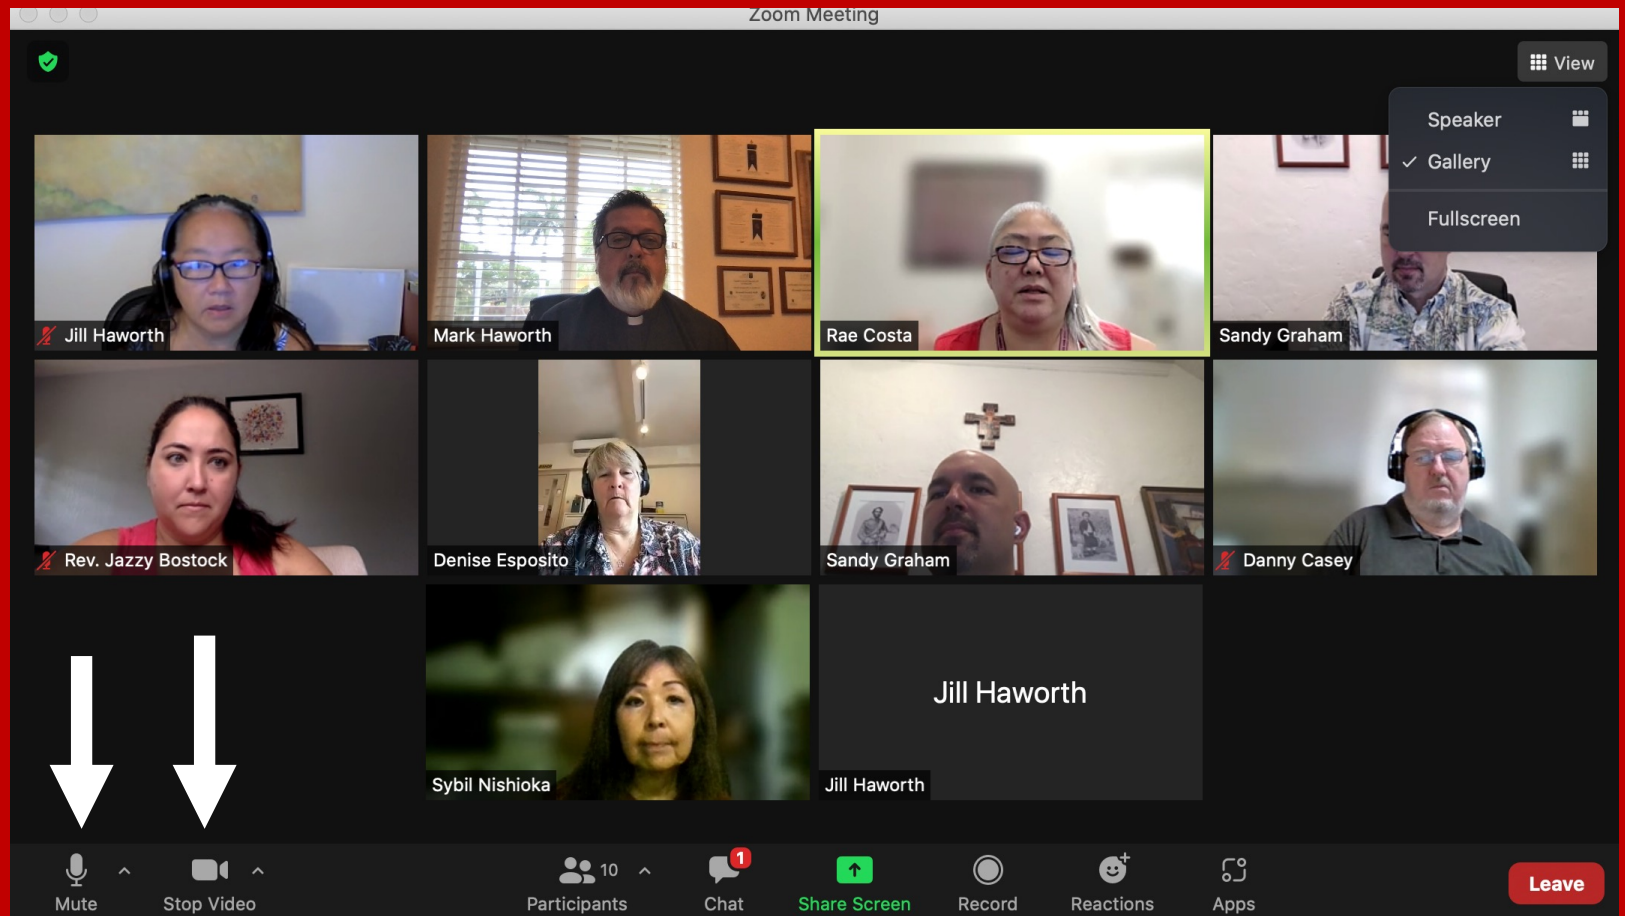 Zoom Meeting
View
Speaker
Gallery
Fullscreen
Jill Haworth
Mark Haworth
Rae Costa
Sandy Graham
Rev. Jazzy Bostock
Denise Esposito
Sandy Graham
Danny Casey
Jill Haworth
Sybil Nishioka
Jill Haworth
10
1
Mute
Stop Video
Participants
Chat
Share Screen
Record
Reactions
Apps
Leave